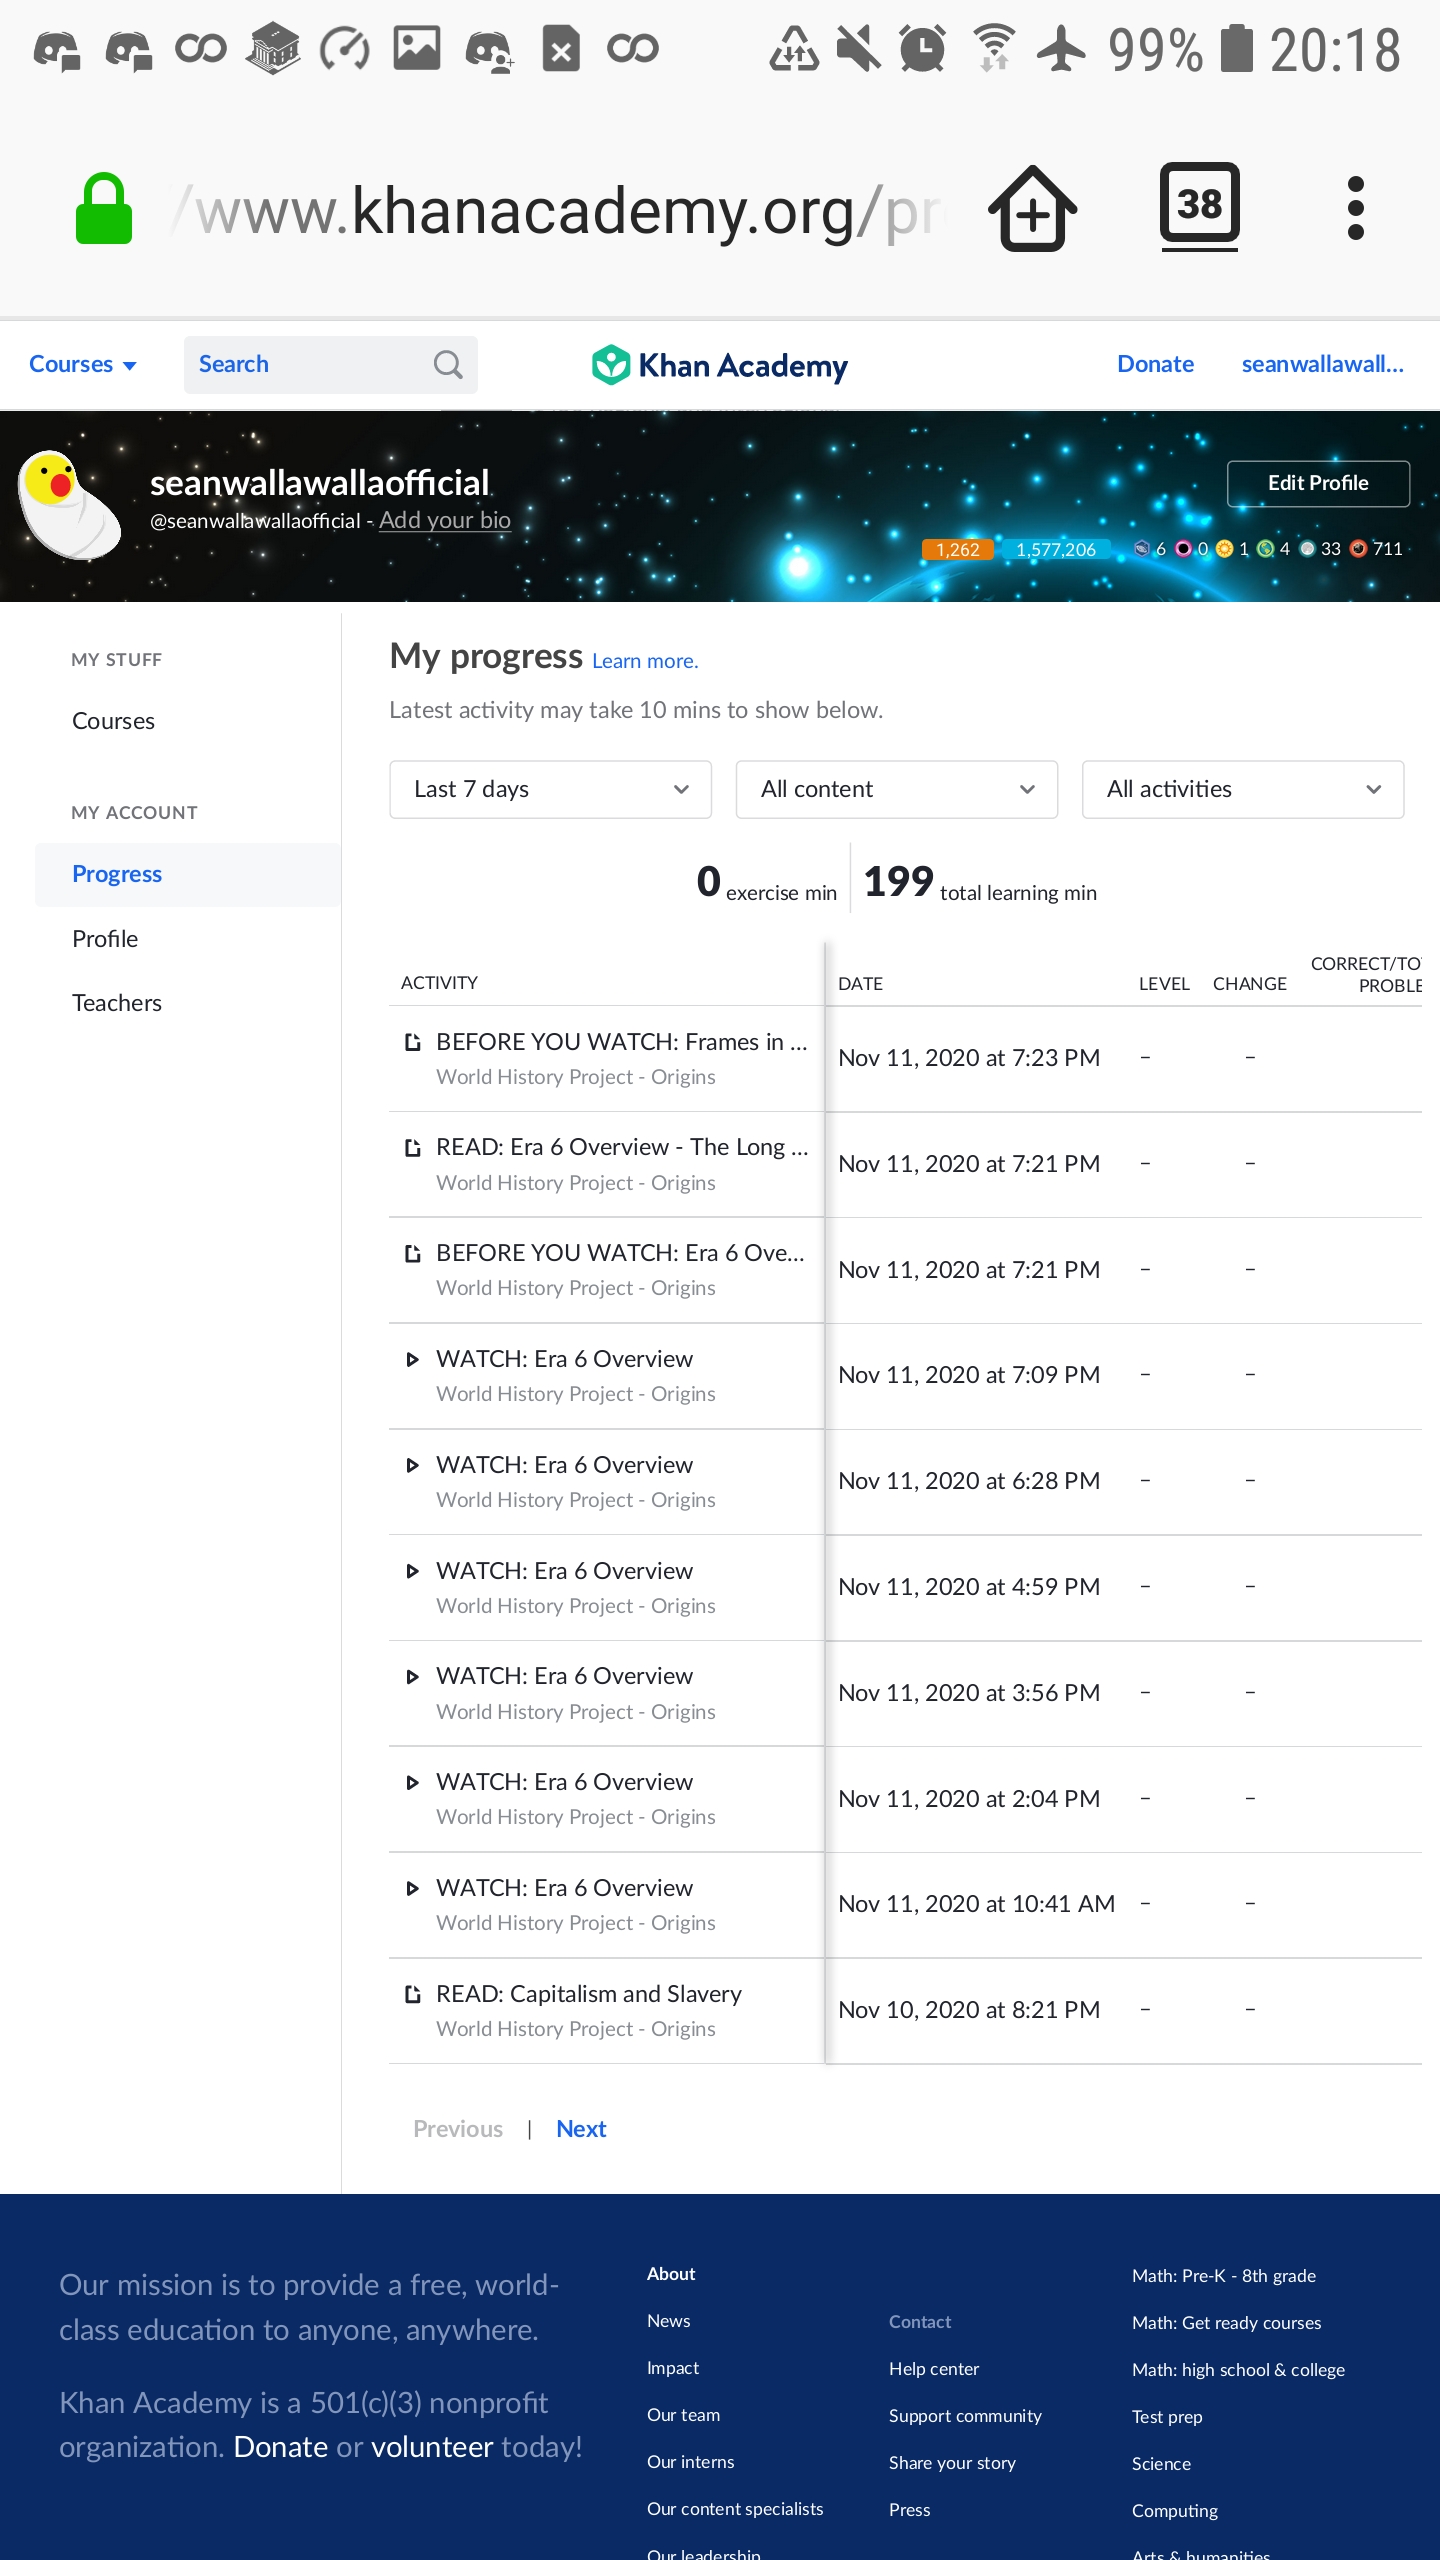 99% 20:18
/www.khanacademy.org/pr
38
Courses
Search
Khan Academy
Donate
seanwallawall...
seanwallawallaofficial
@seanwallawallaofficial - Add your bio
Edit Profile
1,262 1,577,206 6 0 1 4 33 711
MY STUFF
Courses
MY ACCOUNT
Progress
Profile
Teachers
My progress Learn more.
Latest activity may take 10 mins to show below.
Last 7 days
All content
All activities
0 exercise min
199 total learning min
ACTIVITY DATE LEVEL CHANGE CORRECT/TO
PROBLE
BEFORE YOU WATCH: Frames in ...
World History Project - Origins
Nov 11, 2020 at 7:23 PM – –
READ: Era 6 Overview - The Long ...
World History Project - Origins
Nov 11, 2020 at 7:21 PM – –
BEFORE YOU WATCH: Era 6 Ove...
World History Project - Origins
Nov 11, 2020 at 7:21 PM – –
WATCH: Era 6 Overview
World History Project - Origins
Nov 11, 2020 at 7:09 PM – –
WATCH: Era 6 Overview
World History Project - Origins
Nov 11, 2020 at 6:28 PM – –
WATCH: Era 6 Overview
World History Project - Origins
Nov 11, 2020 at 4:59 PM – –
WATCH: Era 6 Overview
World History Project - Origins
Nov 11, 2020 at 3:56 PM – –
WATCH: Era 6 Overview
World History Project - Origins
Nov 11, 2020 at 2:04 PM – –
WATCH: Era 6 Overview
World History Project - Origins
Nov 11, 2020 at 10:41 AM – –
READ: Capitalism and Slavery
World History Project - Origins
Nov 10, 2020 at 8:21 PM – –
Previous | Next
Our mission is to provide a free, world-
class education to anyone, anywhere.
Khan Academy is a 501(c)(3) nonprofit
organization. Donate or volunteer today!
About
News
Impact
Our team
Our interns
Our content specialists
Our leadership
Contact
Help center
Support community
Share your story
Press
Math: Pre-K - 8th grade
Math: Get ready courses
Math: high school & college
Test prep
Science
Computing
Arts & humanities